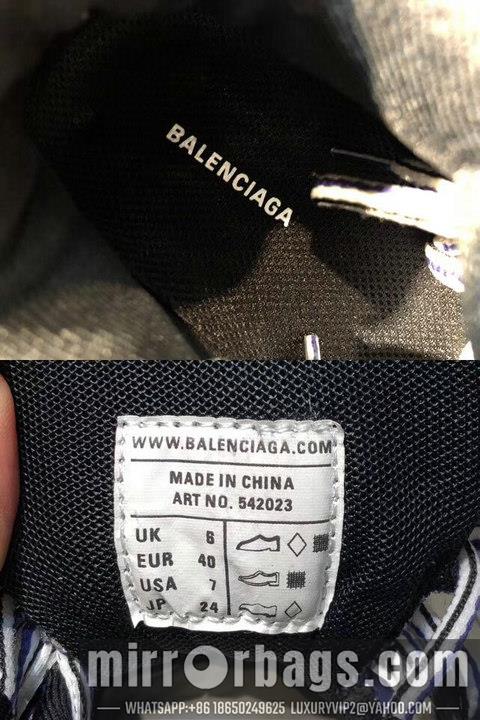 BALENCIAGA
WWW.BALENCIAGA.COM
MADE IN CHINA
ART NO. 542023
UK 6
EUR 40
USA 7
JP 24
mirrorbags.com
WHATSAPP:+86 18650249625 LUXURYVIP2@YAHOO.COM